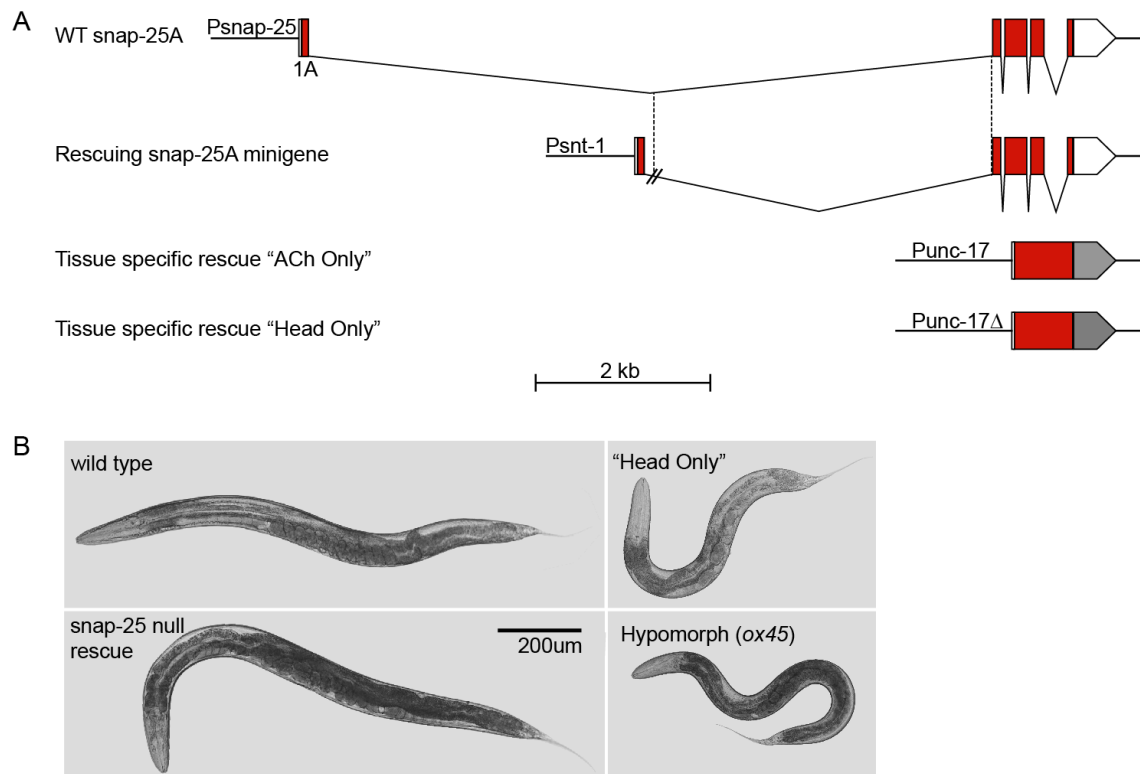 A
WT snap-25A
Psnap-25
1A
Rescuing snap-25A minigene
Psnt-1
Tissue specific rescue “ACh Only”
Punc-17
Tissue specific rescue “Head Only”
Punc-17Δ
2 kb
B
wild type
“Head Only”
snap-25 null
rescue
200um
Hypomorph (ox45)